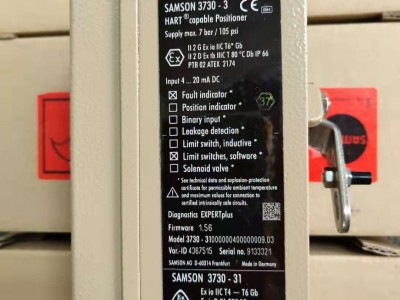 SAMSON 3730 - 3
HART® capable Positioner
Supply max. 7 bar / 105 psi
II 2 G Ex ia IIC T6* Gb
II 2 D Ex tb IIIC T 80 °C Db IP 66
PTB 02 ATEX 2174
Input 4 ... 20 mA DC
Fault indicator *
Position indicator *
Binary input *
Leakage detection *
Limit switch, inductive *
Limit switches, software *
Solenoid valve *
37
* See technical data and explosion-protection
certificate for permissible ambient temperature
and maximum values for connection to
certified intrinsically safe circuits.
Diagnostics EXPERTplus
Firmware 1.56
Model 3730 - 31000000400000009.03
Var.-ID 4367515 Serial no. 9133321
SAMSON AG D-60314 Frankfurt Made in Germany
SAMSON 3730 - 31
Ex ia IIC T4 ~ T6 Gb